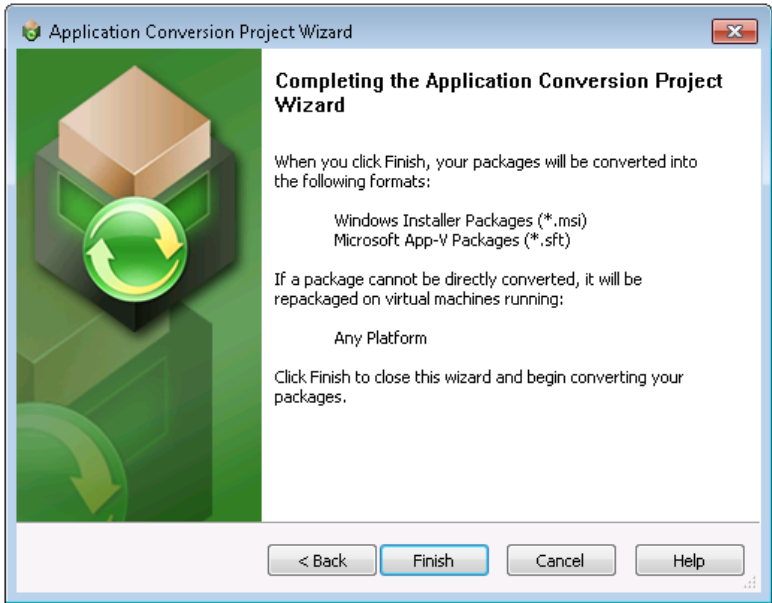 Application Conversion Project Wizard
Completing the Application Conversion Project
Wizard
When you click Finish, your packages will be converted into
the following formats:
Windows Installer Packages (*.msi)
Microsoft App-V Packages (*.sft)
If a package cannot be directly converted, it will be
repackaged on virtual machines running:
Any Platform
Click Finish to close this wizard and begin converting your
packages.
< Back Finish Cancel Help